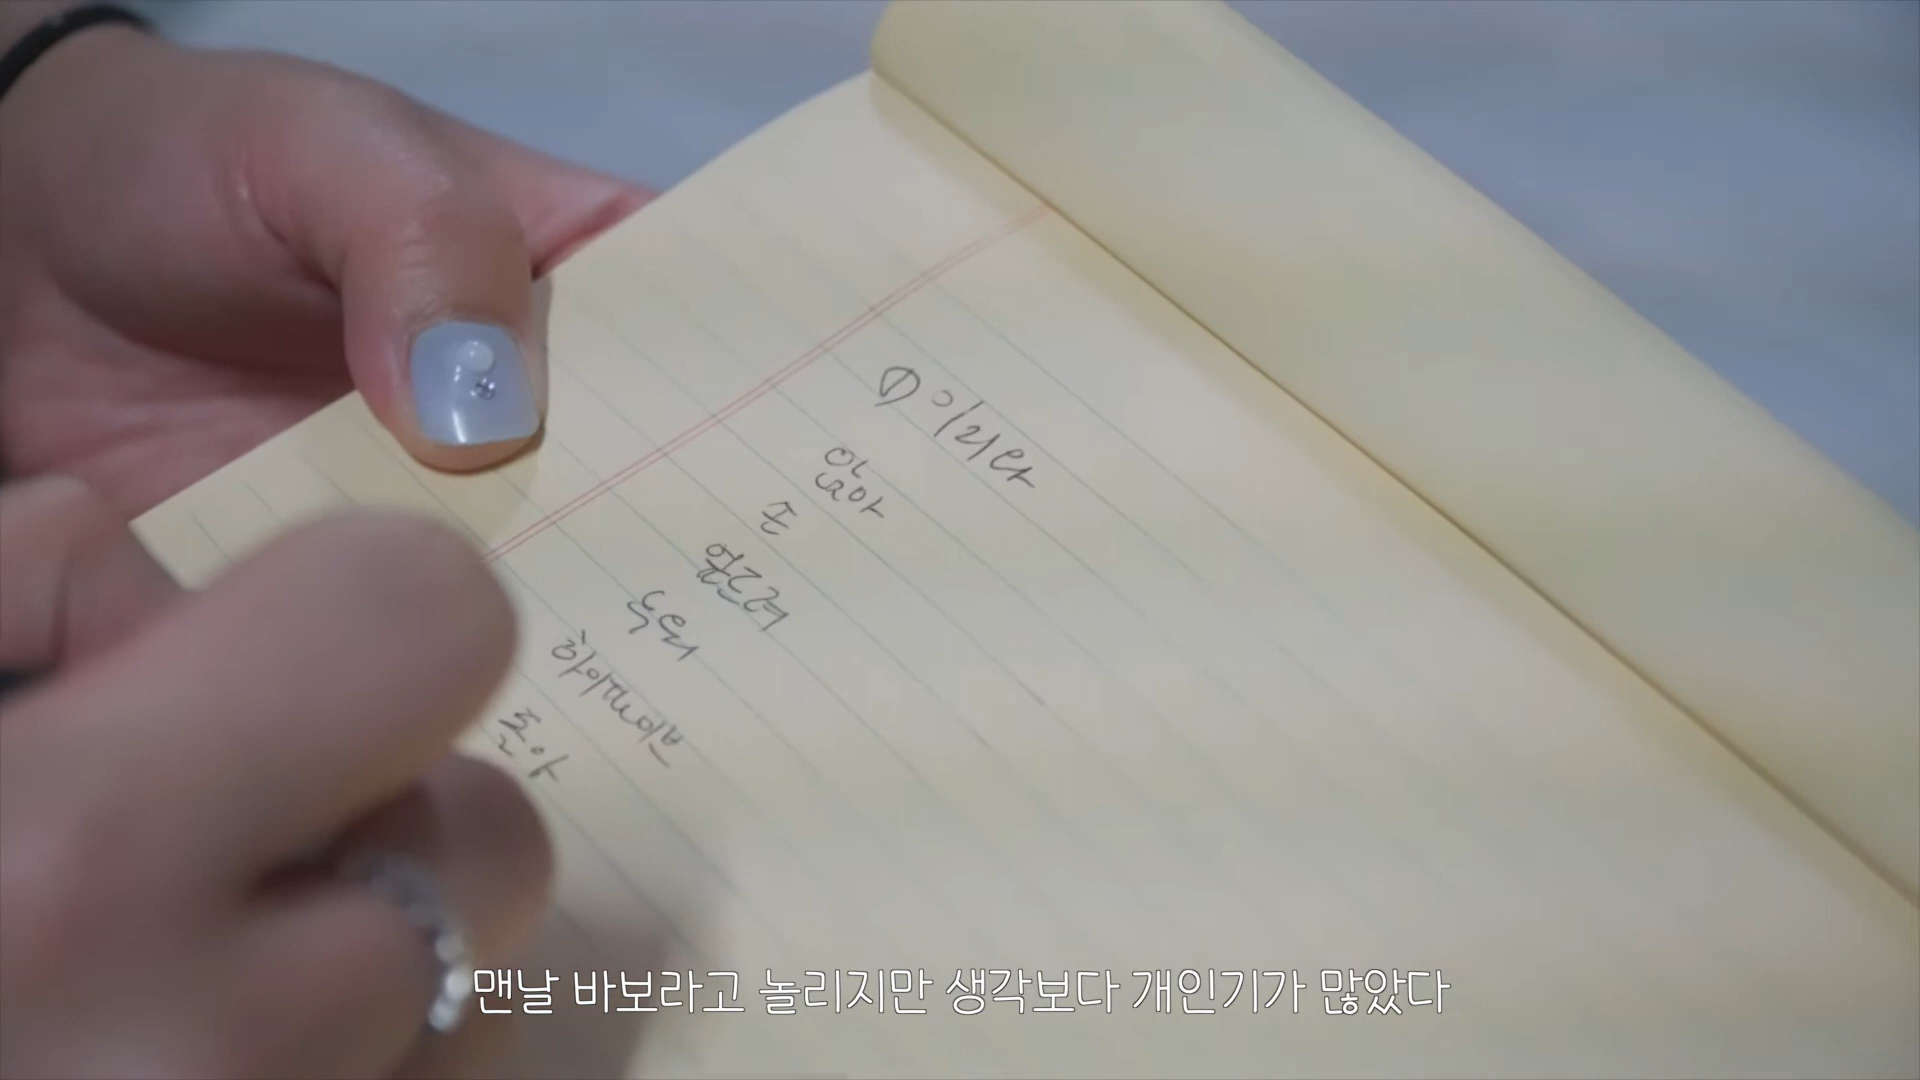 ① 이리와
앉아
손
엎드려
하이파이브
돌아
맨날 바보라고 놀리지만 생각보다 개인기가 많았다